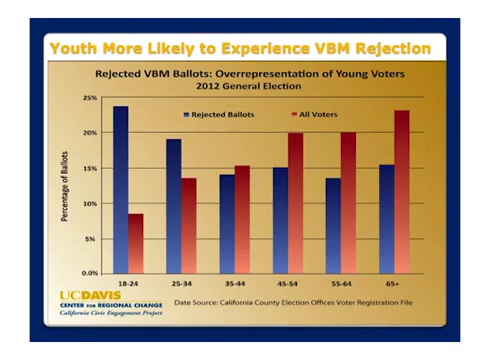 Youth More Likely to Experience VBM Rejection
Rejected VBM Ballots: Overrepresentation of Young Voters
2012 General Election
25%
Rejected Ballots
All Voters
20%
15%
10%
5%
0.0%
Percentage of Ballots
18-24
25-34
35-44
45-54
55-64
65+
UCDAVIS
CENTER FOR REGIONAL CHANGE
California Civic Engagement Project
Date Source: California County Election Offices Voter Registration File